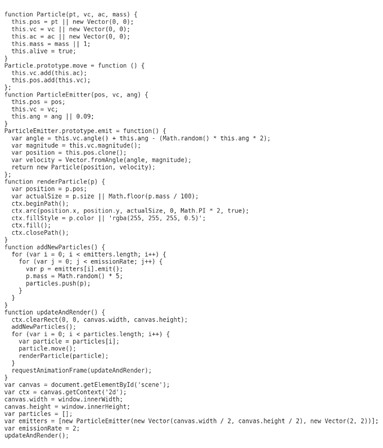 function Particle(pt, vc, ac, mass) {
  this.pos = pt || new Vector(0, 0);
  this.vc = vc || new Vector(0, 0);
  this.ac = ac || new Vector(0, 0);
  this.mass = mass || 1;
  this.alive = true;
}
Particle.prototype.move = function () {
  this.vc.add(this.ac);
  this.pos.add(this.vc);
};
function ParticleEmitter(pos, vc, ang) {
  this.pos = pos;
  this.vc = vc;
  this.ang = ang || 0.09;
}
ParticleEmitter.prototype.emit = function() {
  var angle = this.vc.angle() + this.ang - (Math.random() * this.ang * 2);
  var magnitude = this.vc.magnitude();
  var position = this.pos.clone();
  var velocity = Vector.fromAngle(angle, magnitude);
  return new Particle(position, velocity);
};
function renderParticle(p) {
  var position = p.pos;
  var actualSize = p.size || Math.floor(p.mass / 100);
  ctx.beginPath();
  ctx.arc(position.x, position.y, actualSize, 0, Math.PI * 2, true);
  ctx.fillStyle = p.color || 'rgba(255, 255, 255, 0.5)';
  ctx.fill();
  ctx.closePath();
}
function addNewParticles() {
  for (var i = 0; i < emitters.length; i++) {
    for (var j = 0; j < emissionRate; j++) {
      var p = emitters[i].emit();
      p.mass = Math.random() * 5;
      particles.push(p);
    }
  }
}
function updateAndRender() {
  ctx.clearRect(0, 0, canvas.width, canvas.height);
  addNewParticles();
  for (var i = 0; i < particles.length; i++) {
    var particle = particles[i];
    particle.move();
    renderParticle(particle);
  }
  requestAnimationFrame(updateAndRender);
}
var canvas = document.getElementById('scene');
var ctx = canvas.getContext('2d');
canvas.width = window.innerWidth;
canvas.height = window.innerHeight;
var particles = [];
var emitters = [new ParticleEmitter(new Vector(canvas.width / 2, canvas.height / 2), new Vector(2, 2))];
var emissionRate = 2;
updateAndRender();